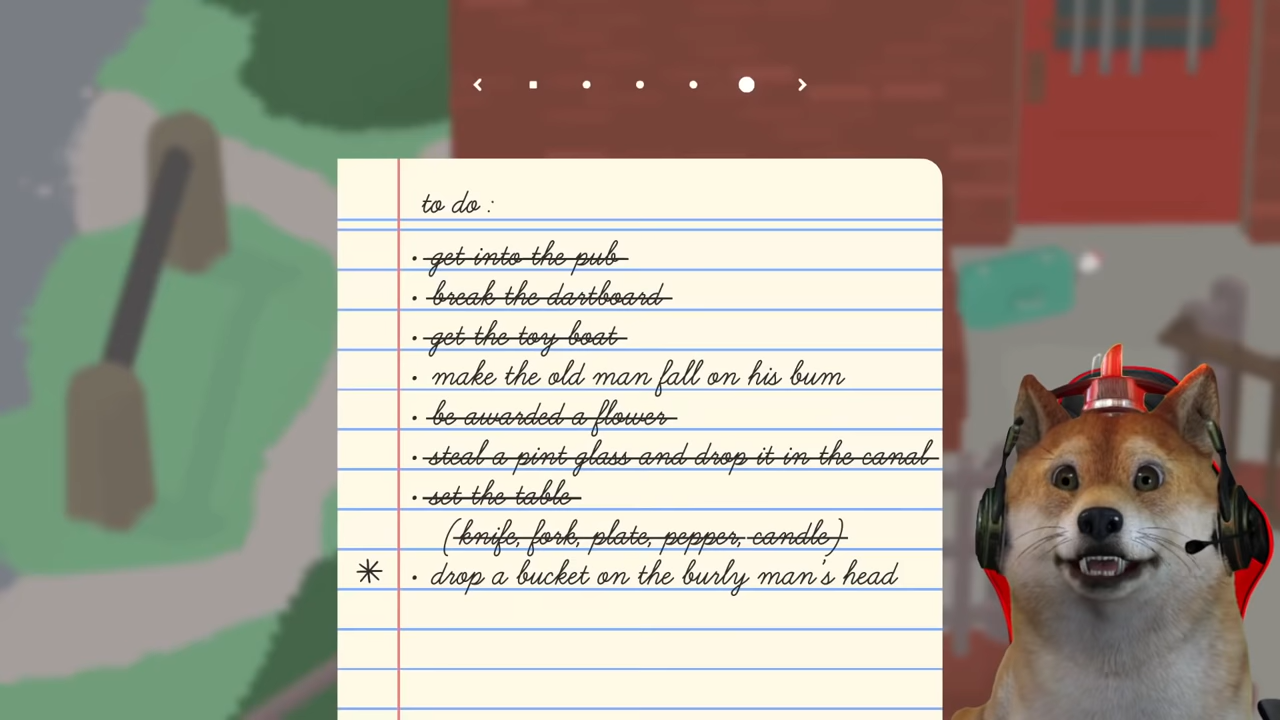 to do :
• get into the pub
• break the dartboard
• get the toy boat
• make the old man fall on his bum
• be awarded a flower
• steal a pint glass and drop it in the canal
• set the table
(knife, fork, plate, pepper, candle)
• drop a bucket on the burly man's head